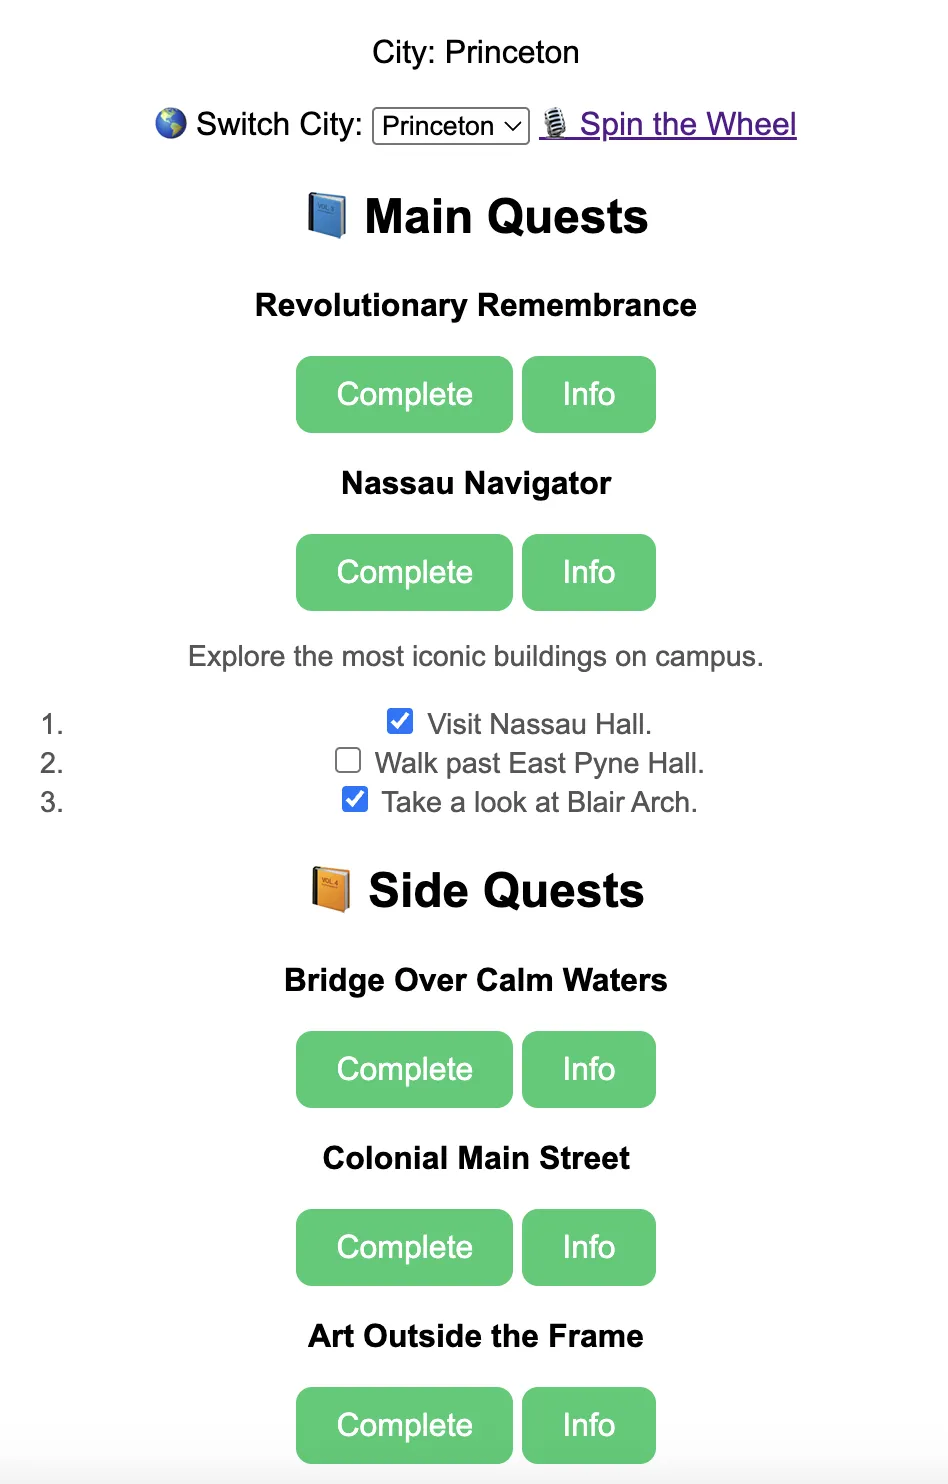 City: Princeton
🌎 Switch City: Princeton 🎙️ Spin the Wheel
📘 Main Quests
Revolutionary Remembrance
Complete Info
Nassau Navigator
Complete Info
Explore the most iconic buildings on campus.
1. Visit Nassau Hall.
2. Walk past East Pyne Hall.
3. Take a look at Blair Arch.
📙 Side Quests
Bridge Over Calm Waters
Complete Info
Colonial Main Street
Complete Info
Art Outside the Frame
Complete Info